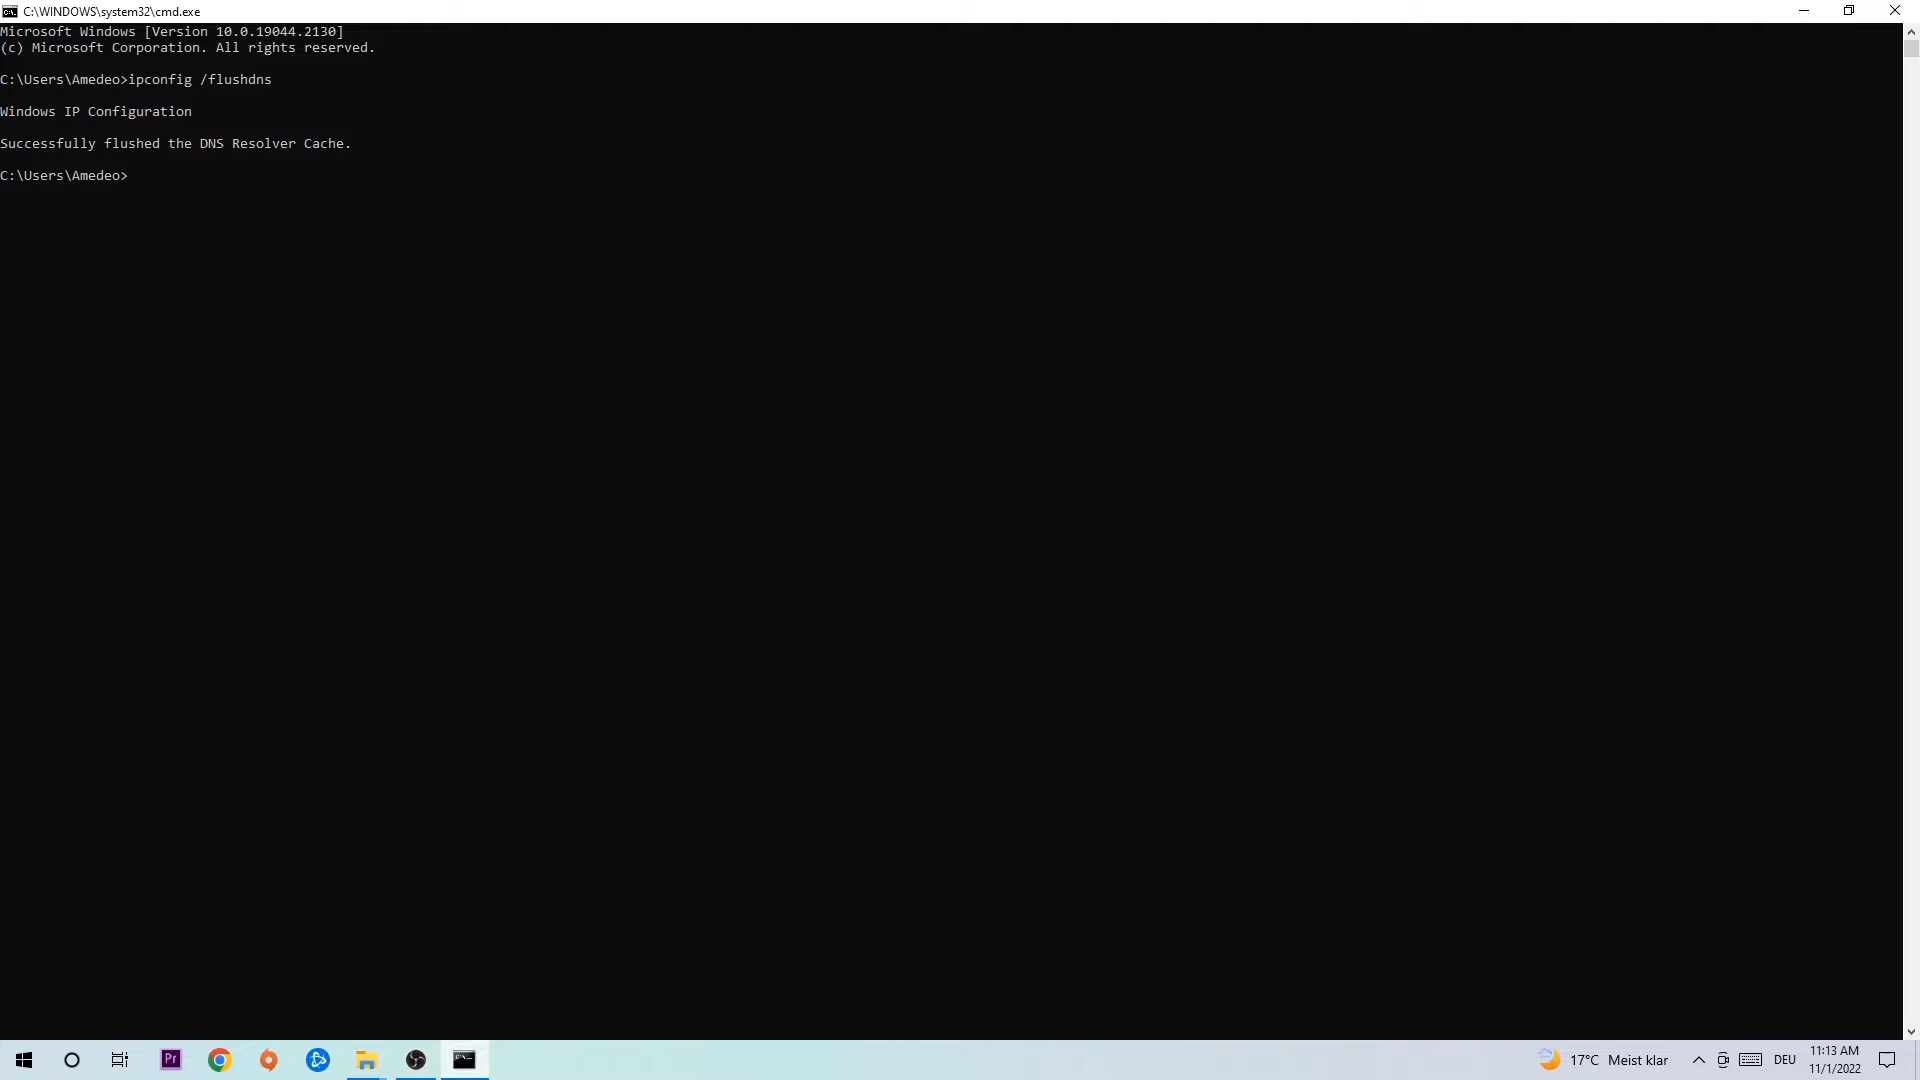 C:\WINDOWS\system32\cmd.exe
Microsoft Windows [Version 10.0.19044.2130]
(c) Microsoft Corporation. All rights reserved.
C:\Users\Amedeo>ipconfig /flushdns
Windows IP Configuration
Successfully flushed the DNS Resolver Cache.
C:\Users\Amedeo>
Pr
17°C Meist klar
DEU
11:13 AM
11/1/2022